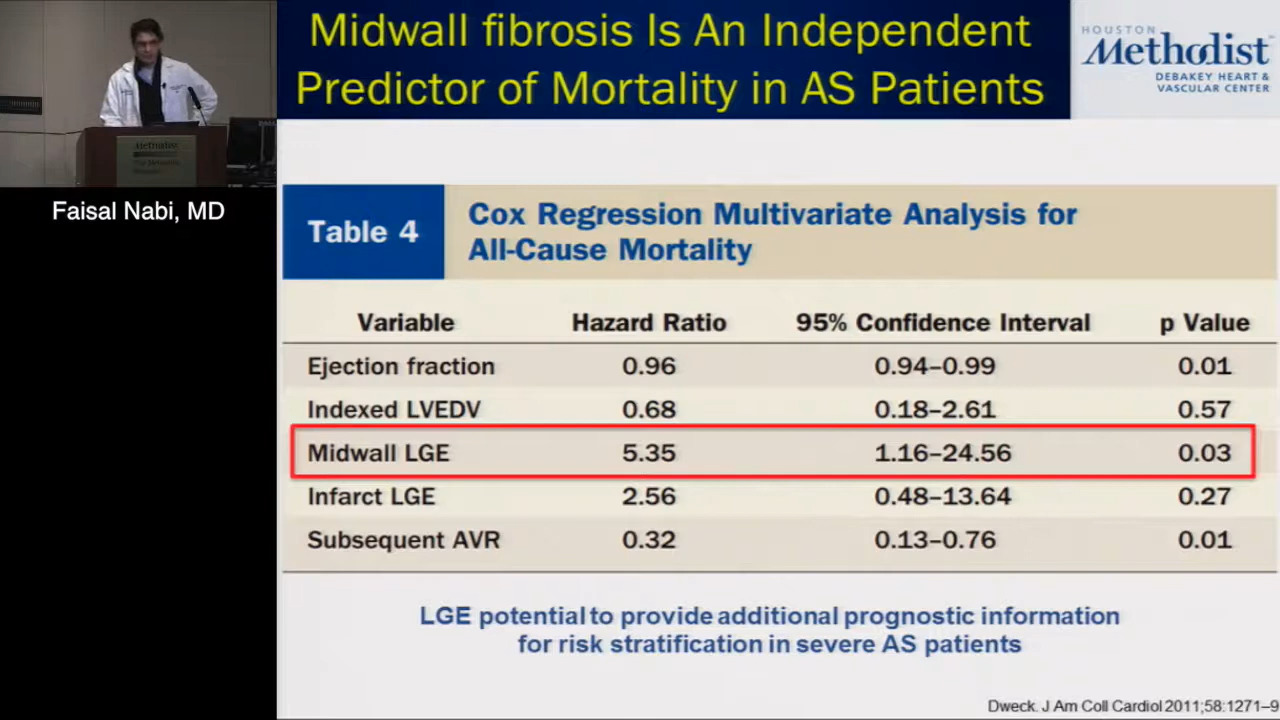 Midwall fibrosis Is An Independent
Predictor of Mortality in AS Patients
HOUSTON
Methodist
DEBAKEY HEART &
VASCULAR CENTER
Methodist
Faisal Nabi, MD
Table 4
Cox Regression Multivariate Analysis for
All-Cause Mortality
Variable Hazard Ratio 95% Confidence Interval p Value
Ejection fraction 0.96 0.94–0.99 0.01
Indexed LVEDV 0.68 0.18–2.61 0.57
Midwall LGE 5.35 1.16–24.56 0.03
Infarct LGE 2.56 0.48–13.64 0.27
Subsequent AVR 0.32 0.13–0.76 0.01
LGE potential to provide additional prognostic information
for risk stratification in severe AS patients
Dweck. J Am Coll Cardiol 2011;58:1271–9